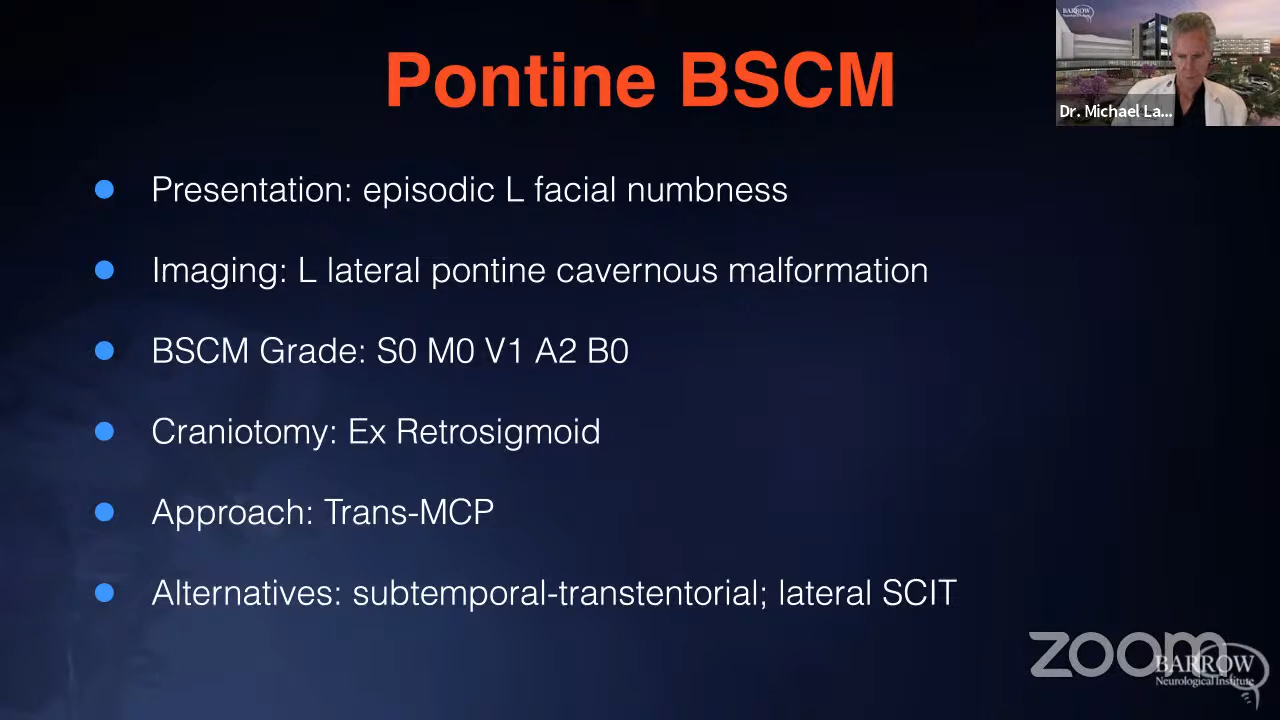 BARROW
Pontine BSCM
Dr. Michael La...
Presentation: episodic L facial numbness
Imaging: L lateral pontine cavernous malformation
BSCM Grade: S0 M0 V1 A2 B0
Craniotomy: Ex Retrosigmoid
Approach: Trans-MCP
Alternatives: subtemporal-transtentorial; lateral SCIT
zoom
BARROW
Neurological Institute